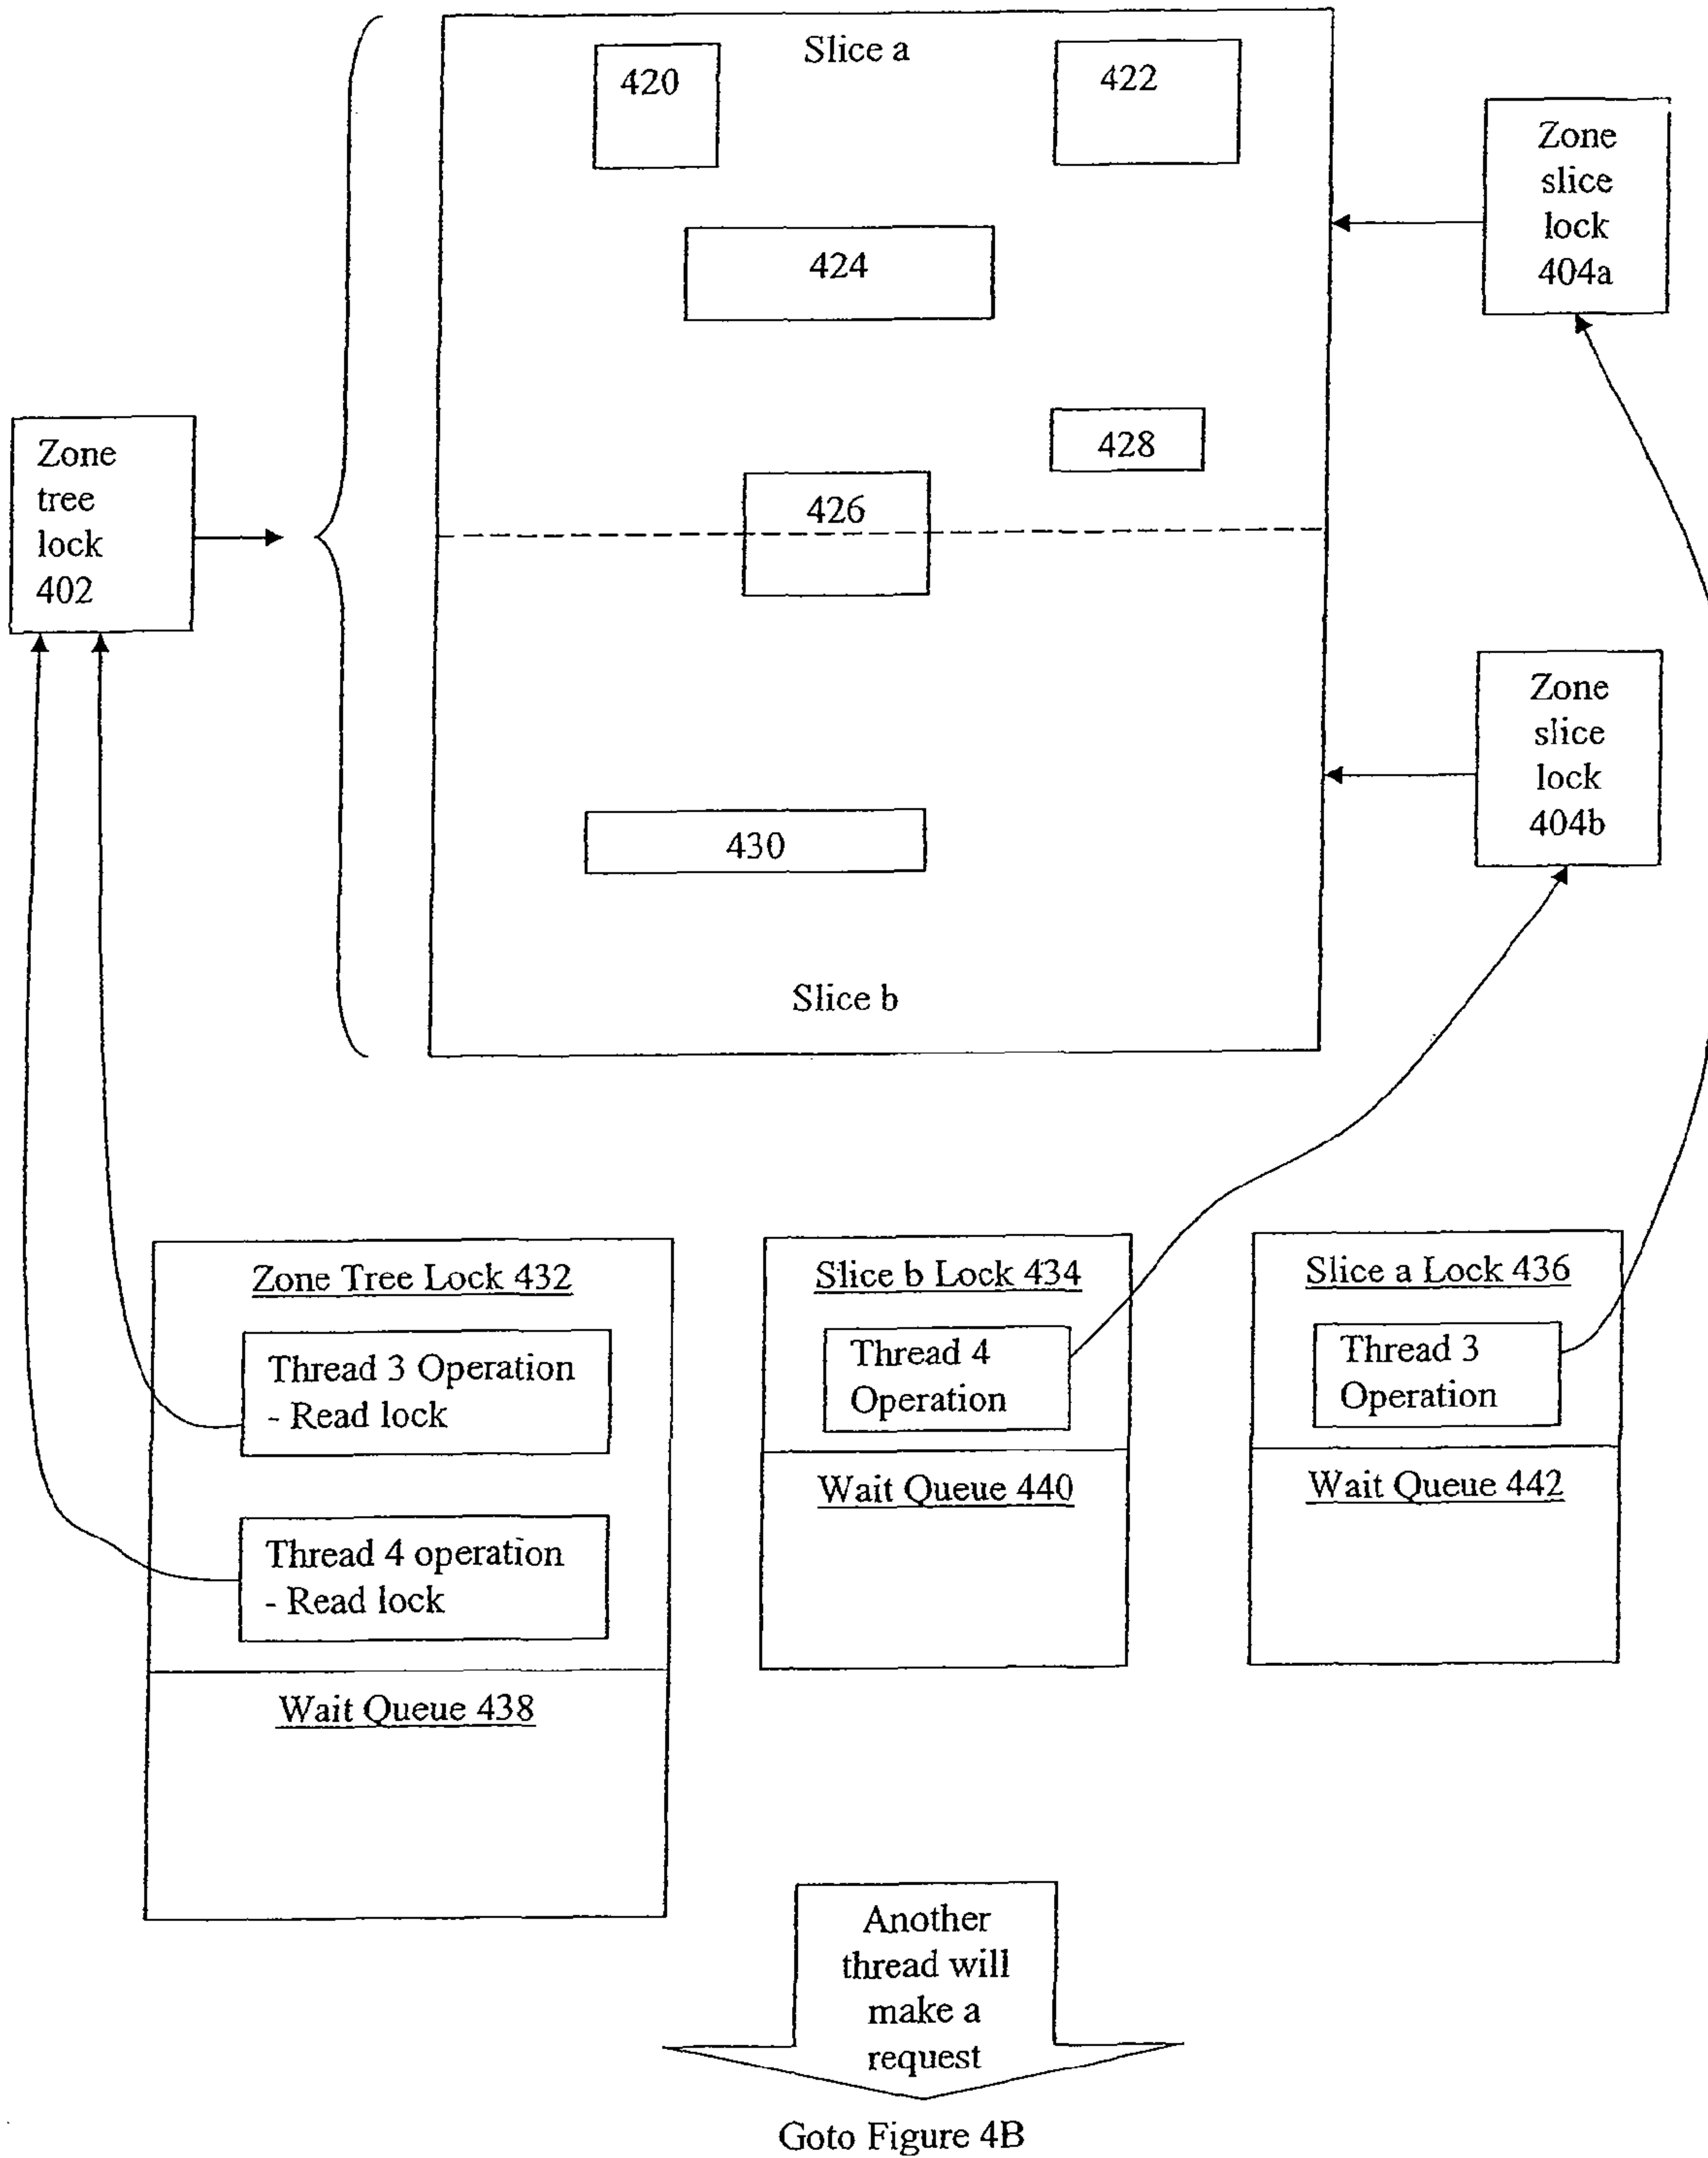 Slice a
420
422
424
428
426
430
Slice b
Zone
tree
lock
402
Zone
slice
lock
404a
Zone
slice
lock
404b
Zone Tree Lock 432
Thread 3 Operation
- Read lock
Thread 4 operation
- Read lock
Wait Queue 438
Slice b Lock 434
Thread 4
Operation
Wait Queue 440
Slice a Lock 436
Thread 3
Operation
Wait Queue 442
Another
thread will
make a
request
Goto Figure 4B